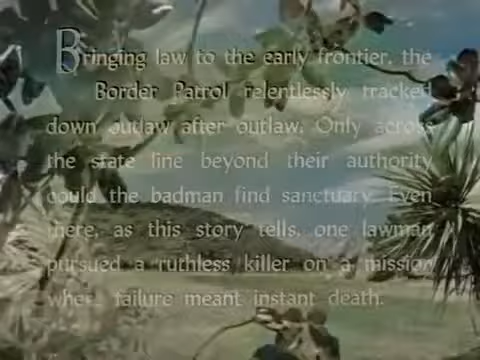 Bringing law to the early frontier, the
Border Patrol relentlessly tracked
down outlaw after outlaw. Only across
the state line beyond their authority
could the badman find sanctuary. Even
there, as this story tells, one lawman
pursued a ruthless killer on a mission
where failure meant instant death.